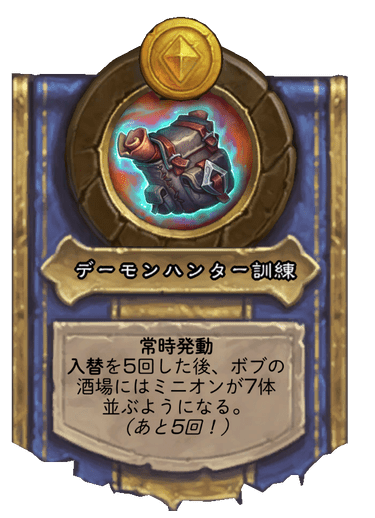 デーモンハンター訓練
常時発動
入替を5回した後、ボブの
酒場にはミニオンが7体
並ぶようになる。
(あと5回！)